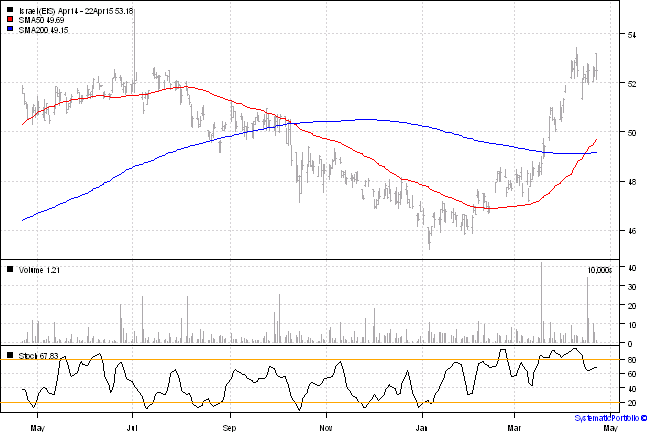 Israel (EIS) Apr14 - 22Apr15 53.18
SMA50 49.69
SMA200 49.15
54
52
50
48
46
Volume 1.21
10,000s
40
30
20
10
0
Stoch 67.83
80
60
40
20
May Jul Sep Nov Jan Mar May
SystematicPortfolio ©